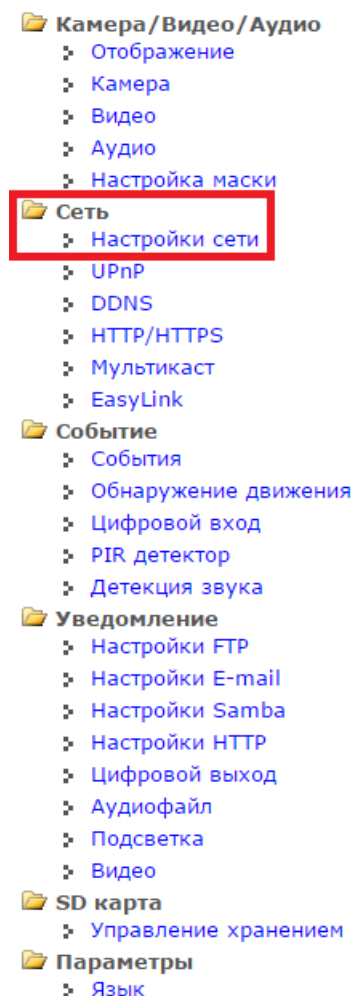 Камера/Видео/Аудио
Отображение
Камера
Видео
Аудио
Настройка маски
Сеть
Настройки сети
UPnP
DDNS
HTTP/HTTPS
Мультикаст
EasyLink
Событие
События
Обнаружение движения
Цифровой вход
PIR детектор
Детекция звука
Уведомление
Настройки FTP
Настройки E-mail
Настройки Samba
Настройки HTTP
Цифровой выход
Аудиофайл
Подсветка
Видео
SD карта
Управление хранением
Параметры
Язык